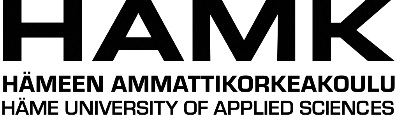 HAMK
HÄMEEN AMMATTIKORKEAKOULU
HÄME UNIVERSITY OF APPLIED SCIENCES